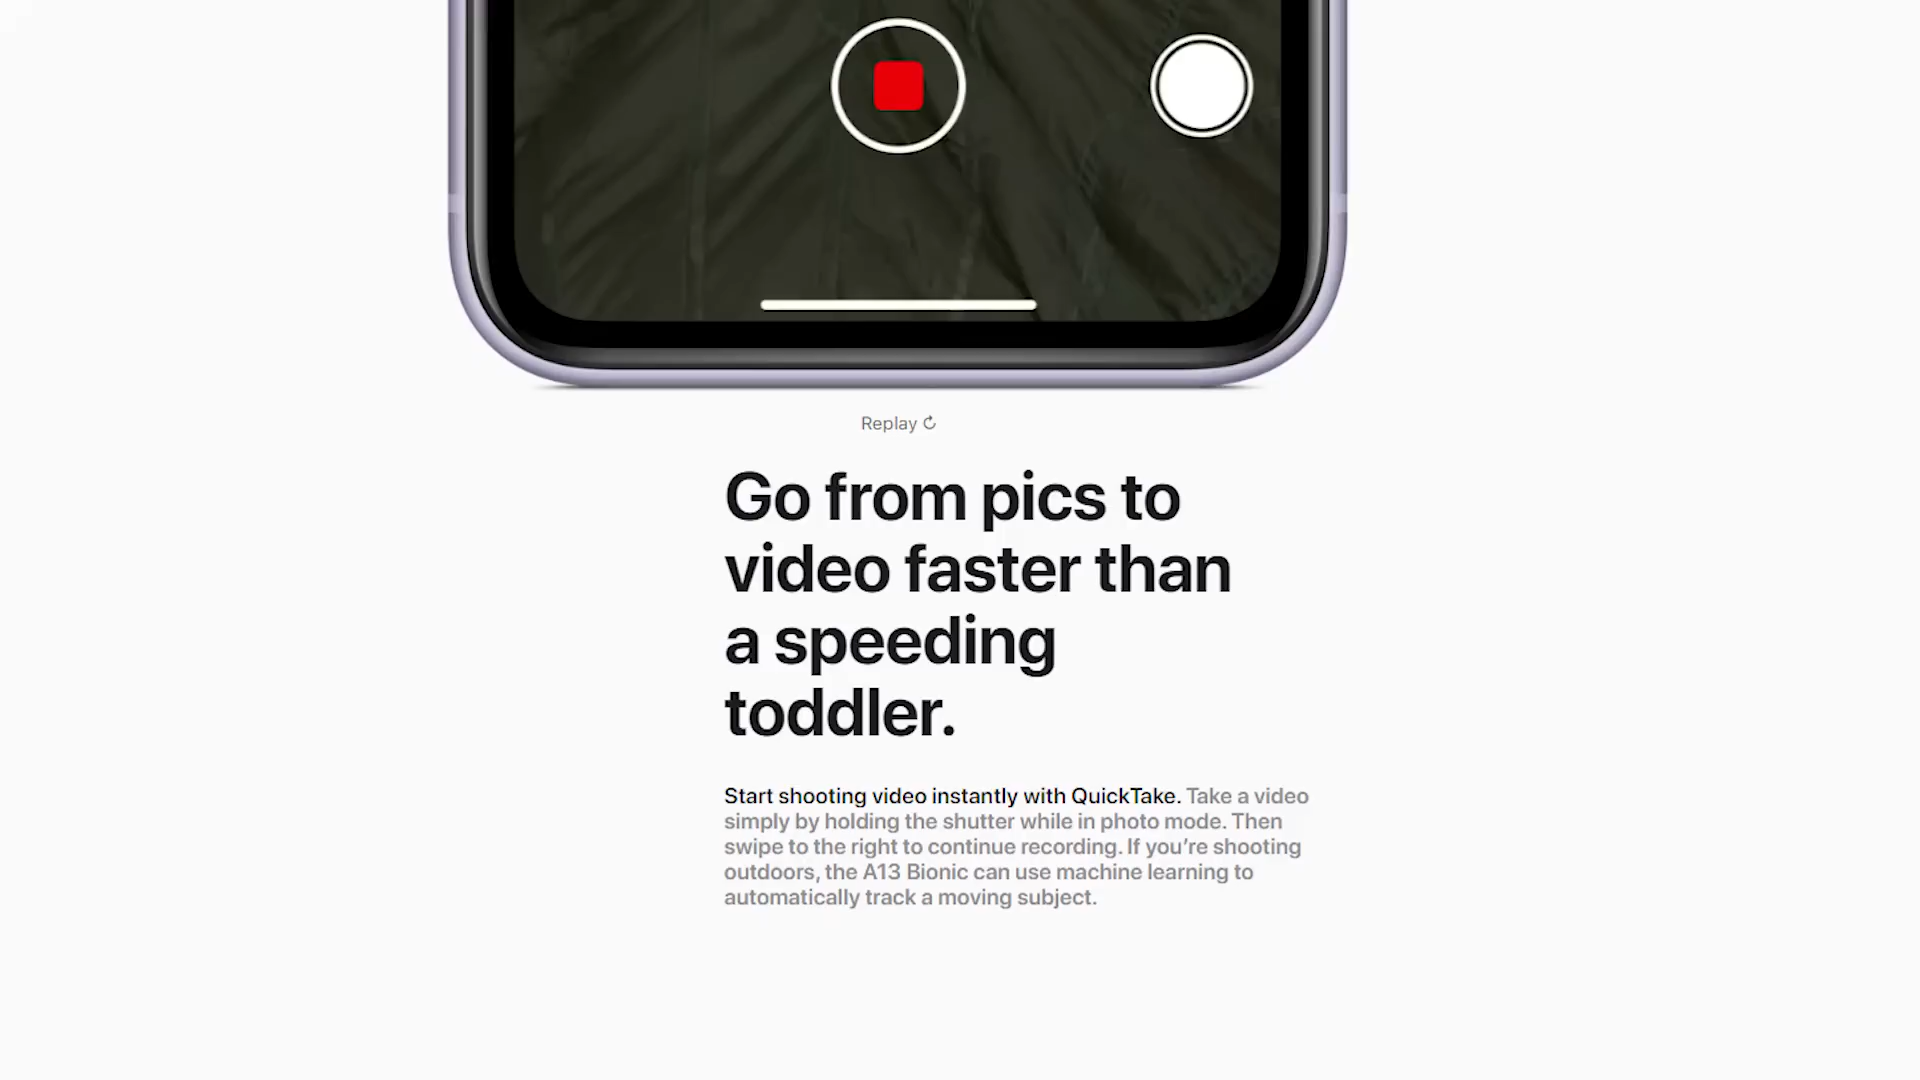 Replay
Go from pics to
video faster than
a speeding
toddler.
Start shooting video instantly with QuickTake. Take a video
simply by holding the shutter while in photo mode. Then
swipe to the right to continue recording. If you’re shooting
outdoors, the A13 Bionic can use machine learning to
automatically track a moving subject.